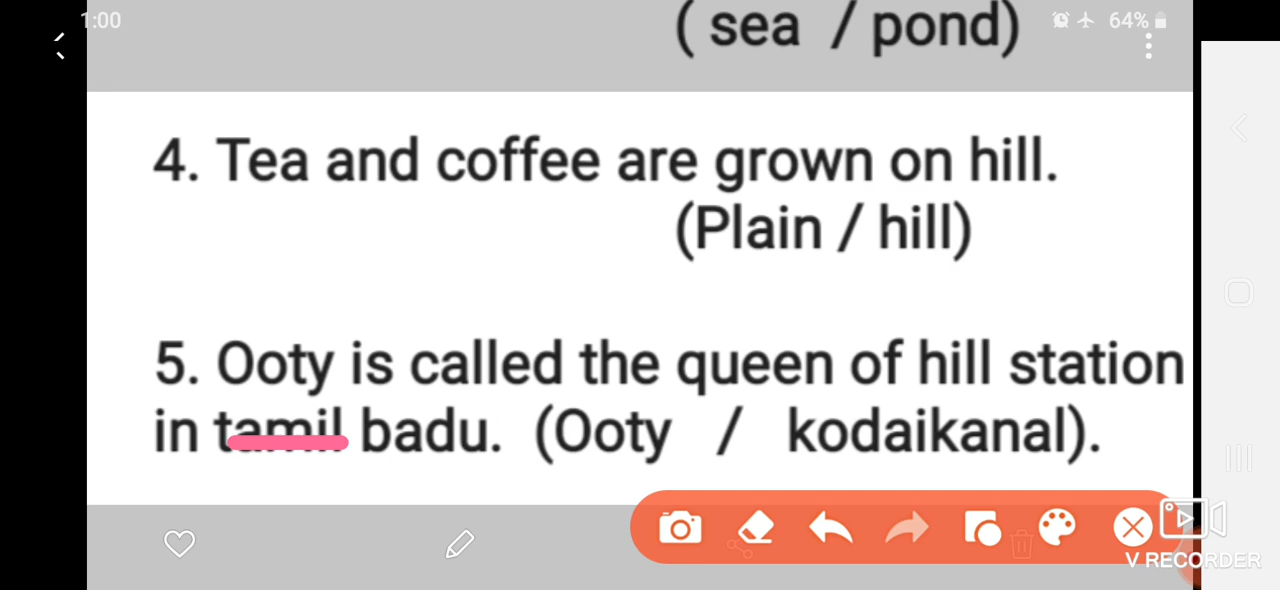 1:00
( sea / pond)
64%
4. Tea and coffee are grown on hill.
(Plain / hill)
5. Ooty is called the queen of hill station
in tamil badu. (Ooty / kodaikanal).
V RECORDER